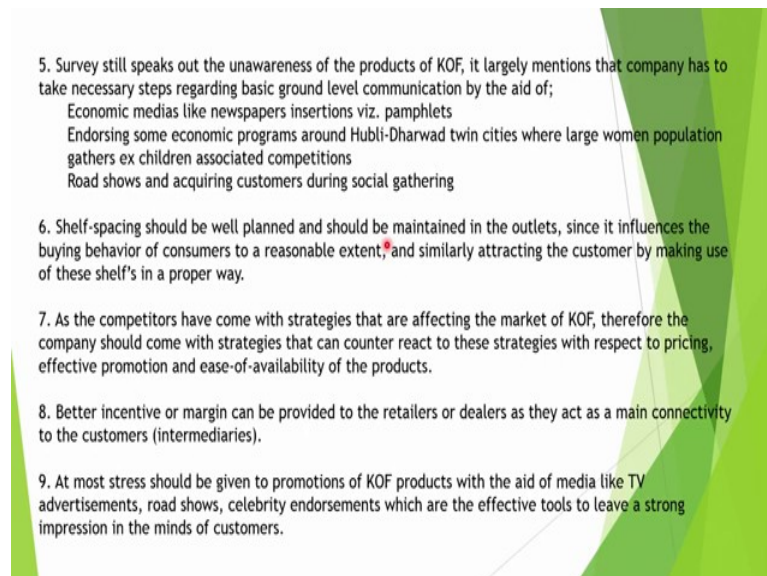 5. Survey still speaks out the unawareness of the products of KOF, it largely mentions that company has to
take necessary steps regarding basic ground level communication by the aid of;
Economic medias like newspapers insertions viz. pamphlets
Endorsing some economic programs around Hubli-Dharwad twin cities where large women population
gathers ex children associated competitions
Road shows and acquiring customers during social gathering
6. Shelf-spacing should be well planned and should be maintained in the outlets, since it influences the
buying behavior of consumers to a reasonable extent, and similarly attracting the customer by making use
of these shelf's in a proper way.
7. As the competitors have come with strategies that are affecting the market of KOF, therefore the
company should come with strategies that can counter react to these strategies with respect to pricing,
effective promotion and ease-of-availability of the products.
8. Better incentive or margin can be provided to the retailers or dealers as they act as a main connectivity
to the customers (intermediaries).
9. At most stress should be given to promotions of KOF products with the aid of media like TV
advertisements, road shows, celebrity endorsements which are the effective tools to leave a strong
impression in the minds of customers.